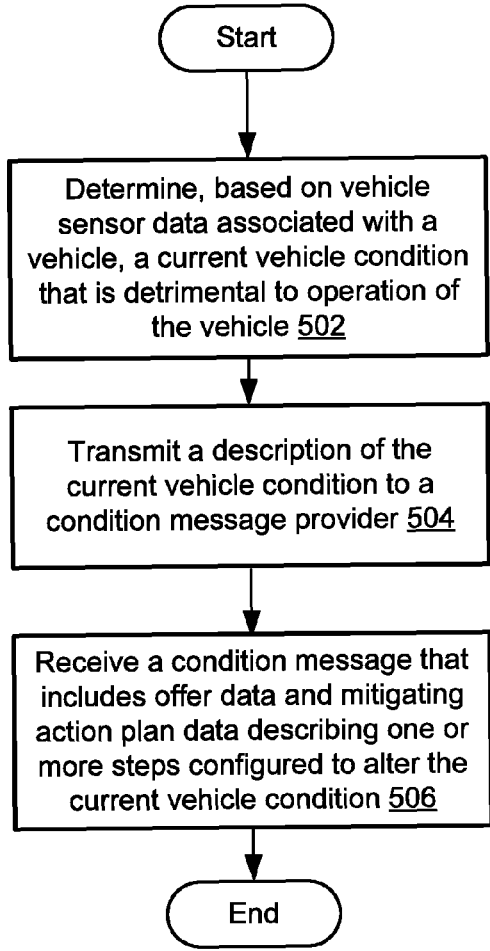 Start
Determine, based on vehicle
sensor data associated with a
vehicle, a current vehicle condition
that is detrimental to operation of
the vehicle 502
Transmit a description of the
current vehicle condition to a
condition message provider 504
Receive a condition message that
includes offer data and mitigating
action plan data describing one or
more steps configured to alter the
current vehicle condition 506
End